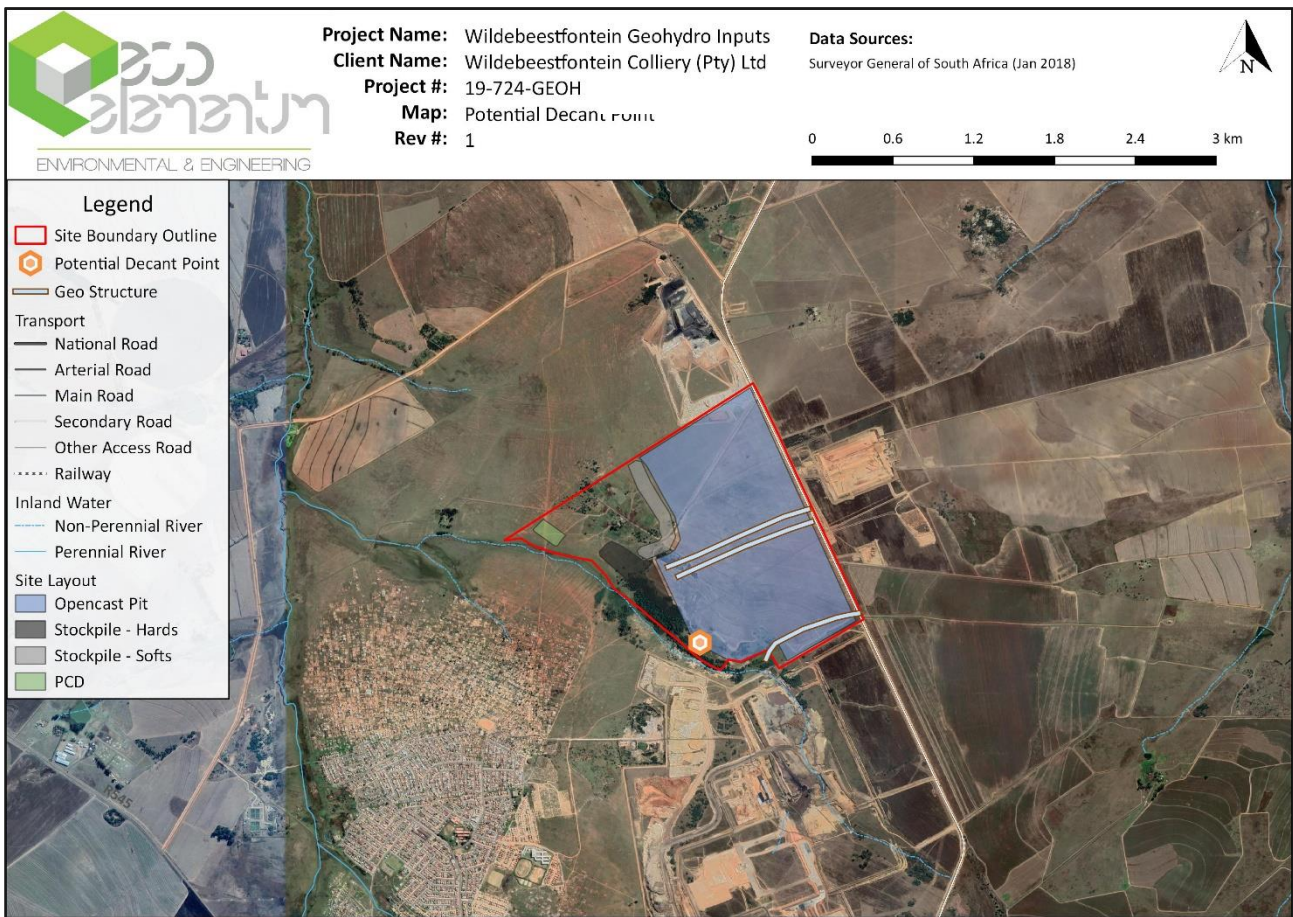 eco
elementum
ENVIRONMENTAL & ENGINEERING
Project Name: Wildebeestfontein Geohydro Inputs
Client Name: Wildebeestfontein Colliery (Pty) Ltd
Project #: 19-724-GEOH
Map: Potential Decant Point
Rev #: 1
Data Sources:
Surveyor General of South Africa (Jan 2018)
N
0 0.6 1.2 1.8 2.4 3 km
Legend
Site Boundary Outline
Potential Decant Point
Geo Structure
Transport
National Road
Arterial Road
Main Road
Secondary Road
Other Access Road
Railway
Inland Water
Non-Perennial River
Perennial River
Site Layout
Opencast Pit
Stockpile - Hards
Stockpile - Softs
PCD
R545